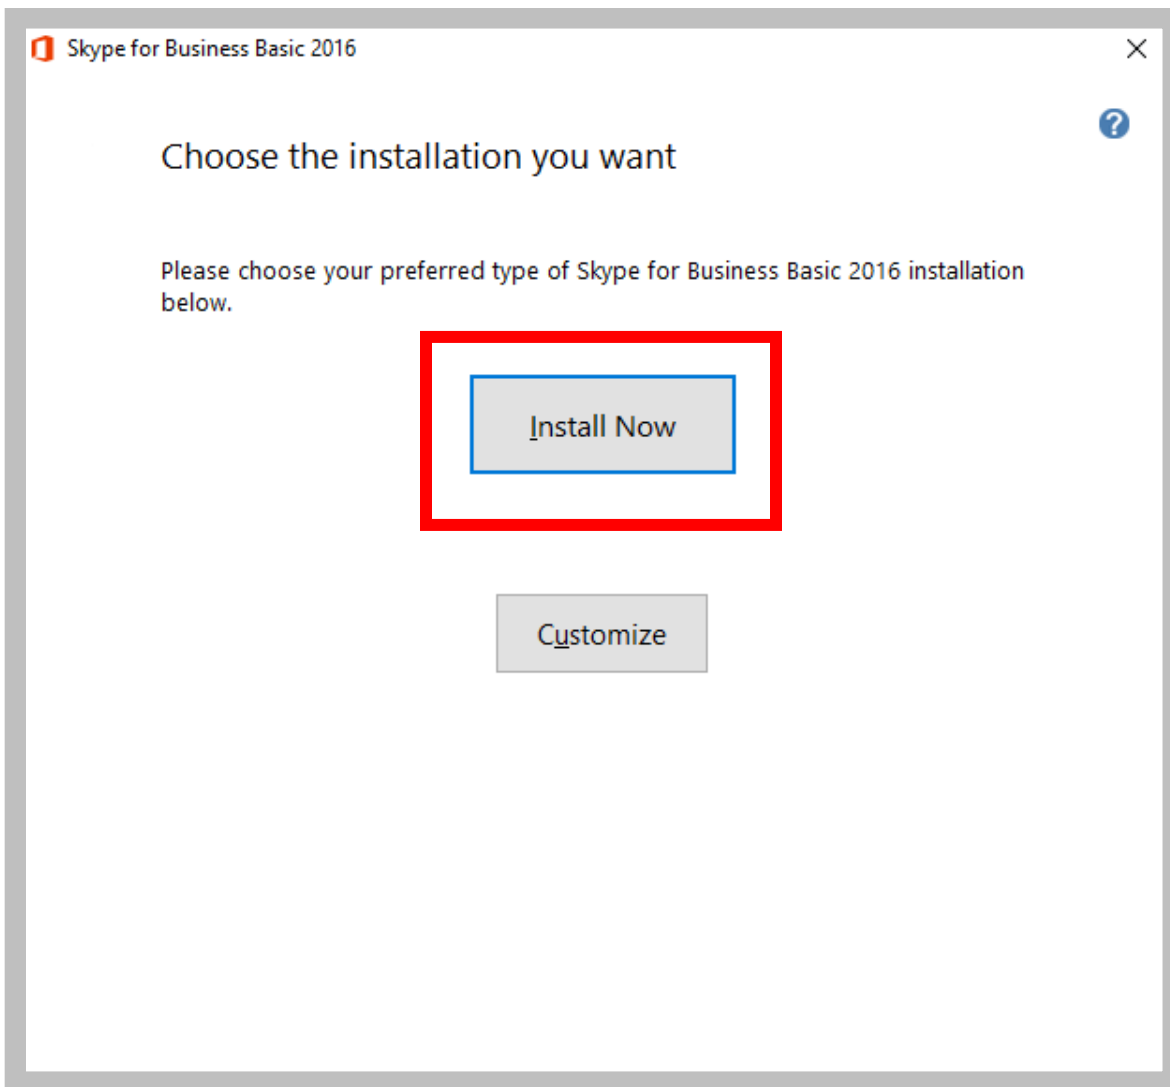 Skype for Business Basic 2016
Choose the installation you want
Please choose your preferred type of Skype for Business Basic 2016 installation
below.
Install Now
Customize